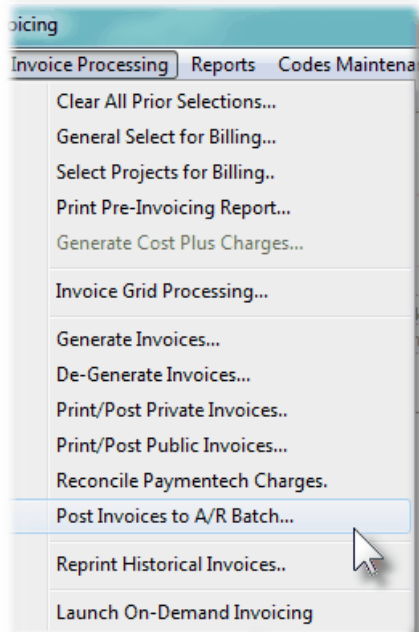 oicing
Invoice Processing Reports Codes Maintena
Clear All Prior Selections...
General Select for Billing...
Select Projects for Billing..
Print Pre-Invoicing Report...
Generate Cost Plus Charges...
Invoice Grid Processing...
Generate Invoices...
De-Generate Invoices...
Print/Post Private Invoices..
Print/Post Public Invoices...
Reconcile Paymentech Charges.
Post Invoices to A/R Batch...
Reprint Historical Invoices..
Launch On-Demand Invoicing